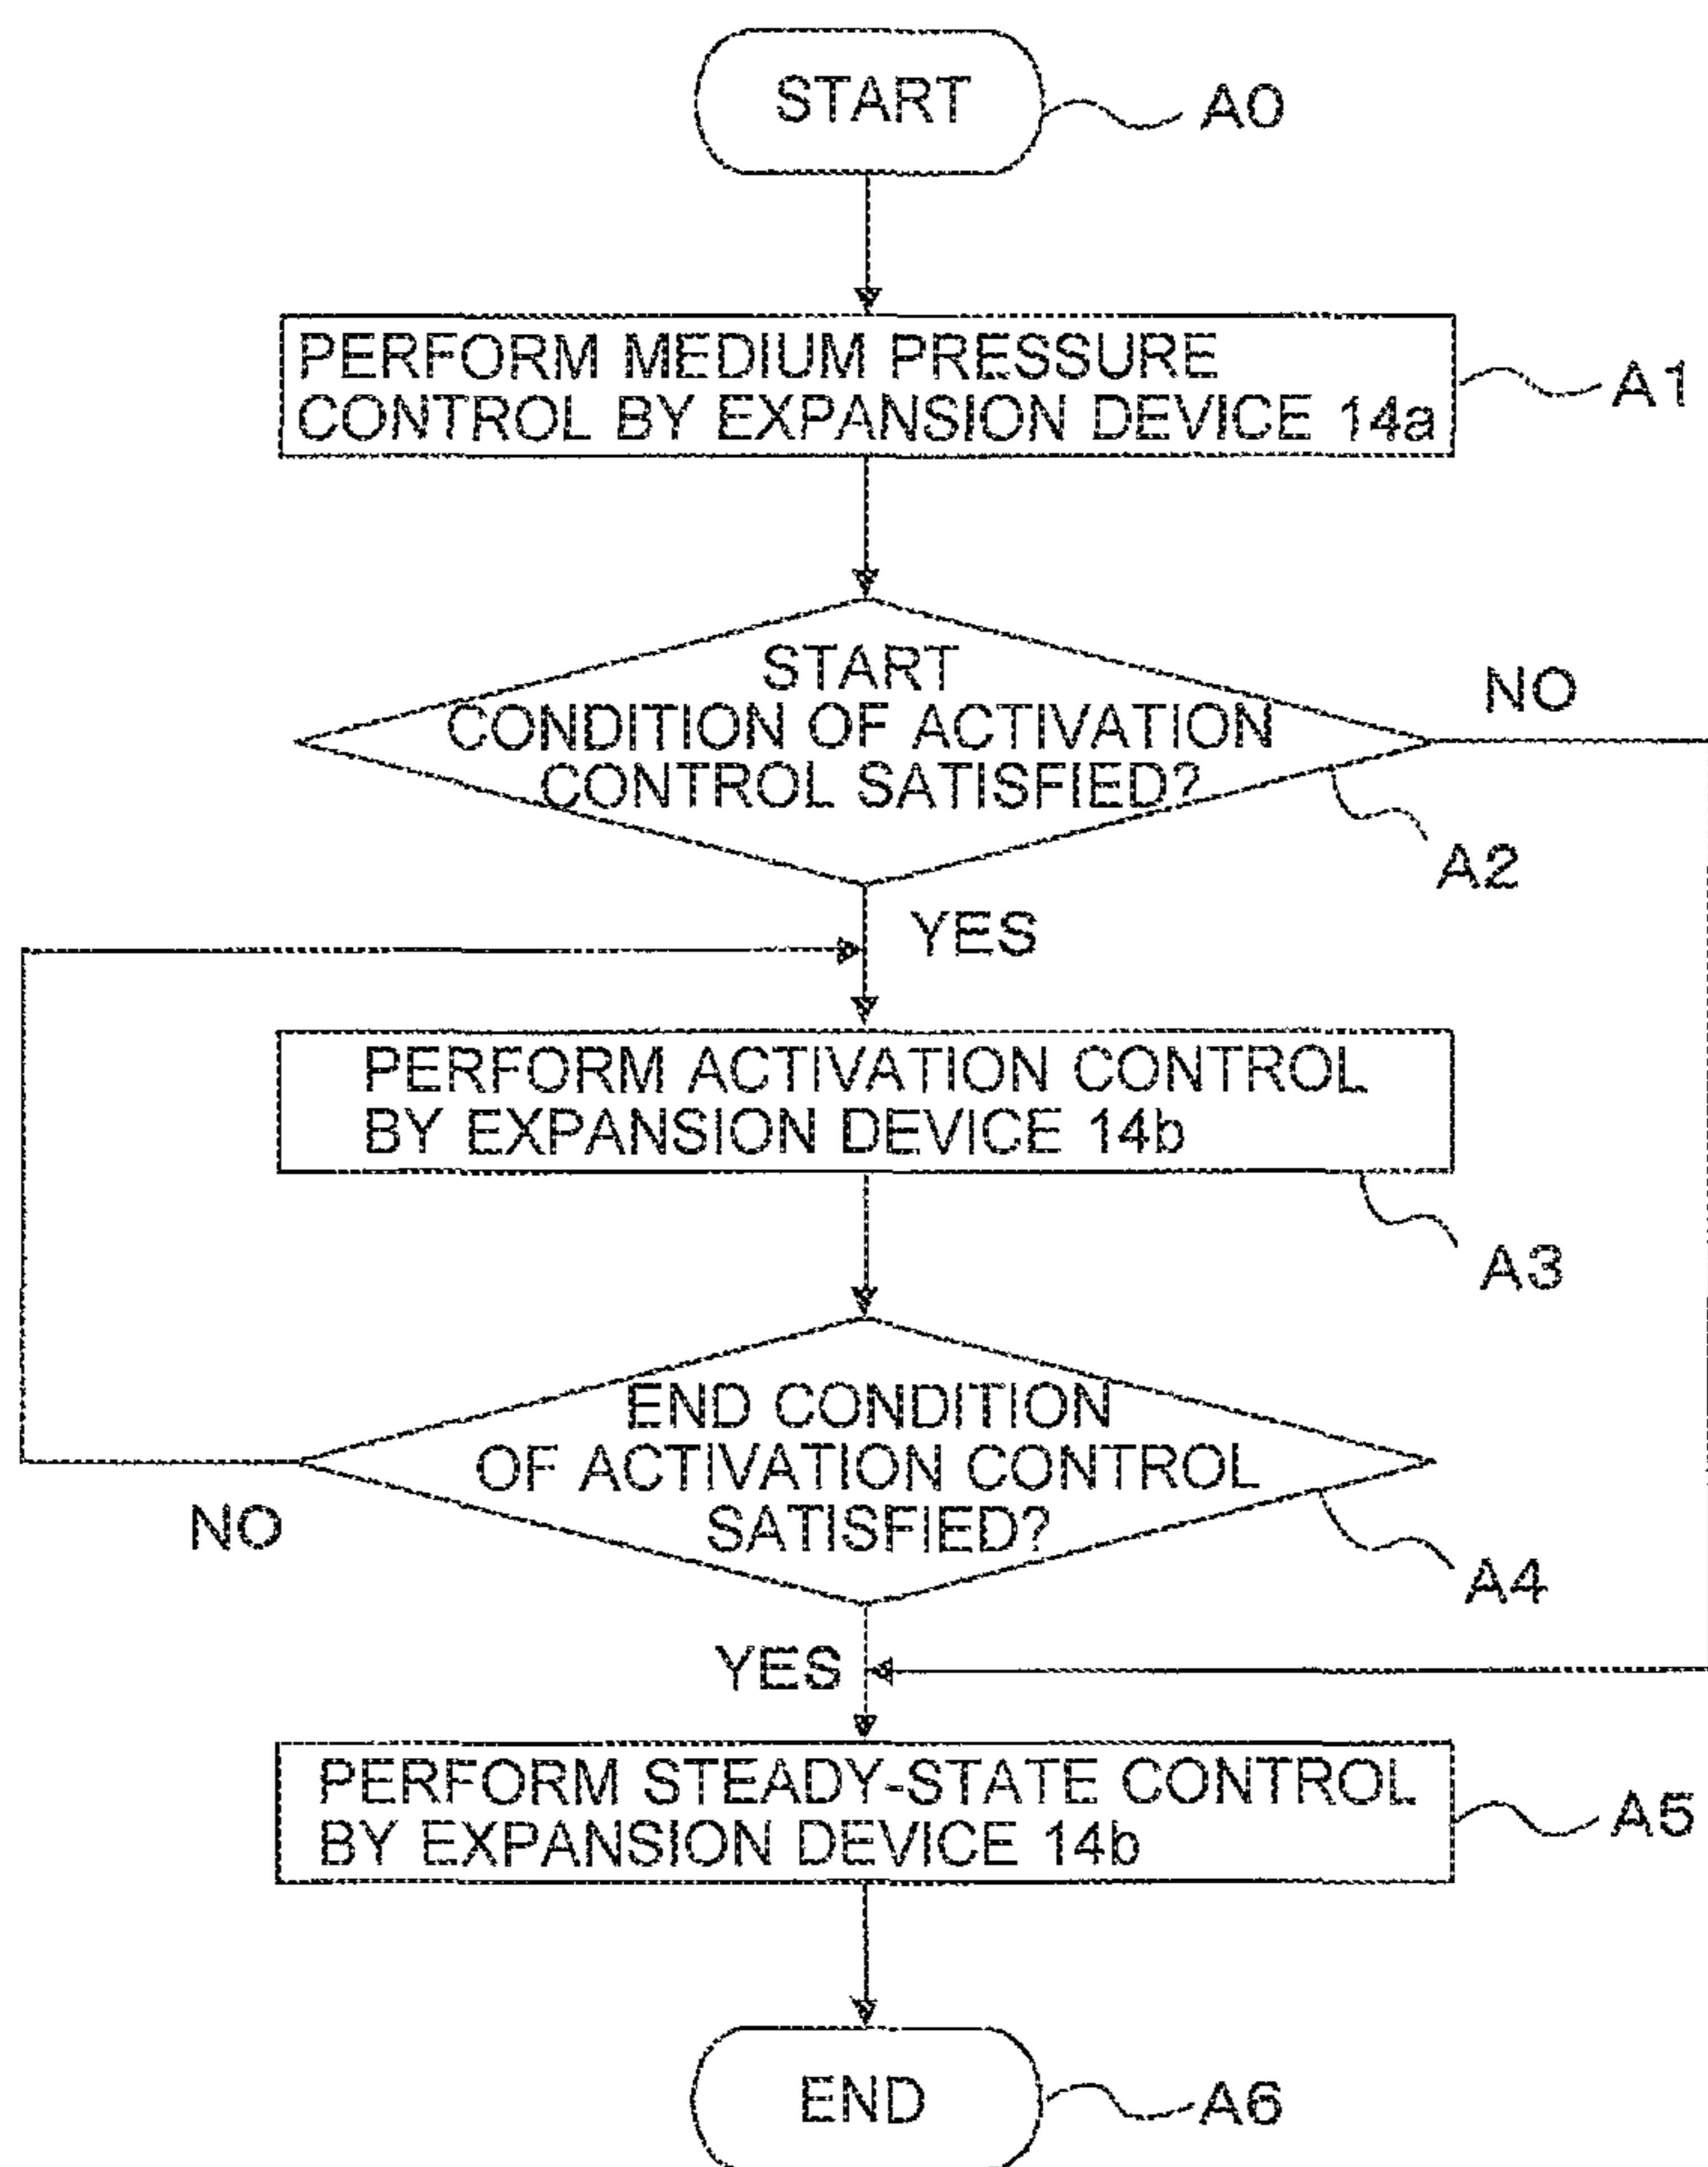 START
A0
PERFORM MEDIUM PRESSURE
CONTROL BY EXPANSION DEVICE 14a
A1
START
CONDITION OF ACTIVATION
CONTROL SATISFIED?
NO
A2
YES
PERFORM ACTIVATION CONTROL
BY EXPANSION DEVICE 14b
A3
END CONDITION
OF ACTIVATION CONTROL
SATISFIED?
NO
A4
YES
PERFORM STEADY-STATE CONTROL
BY EXPANSION DEVICE 14b
A5
END
A6